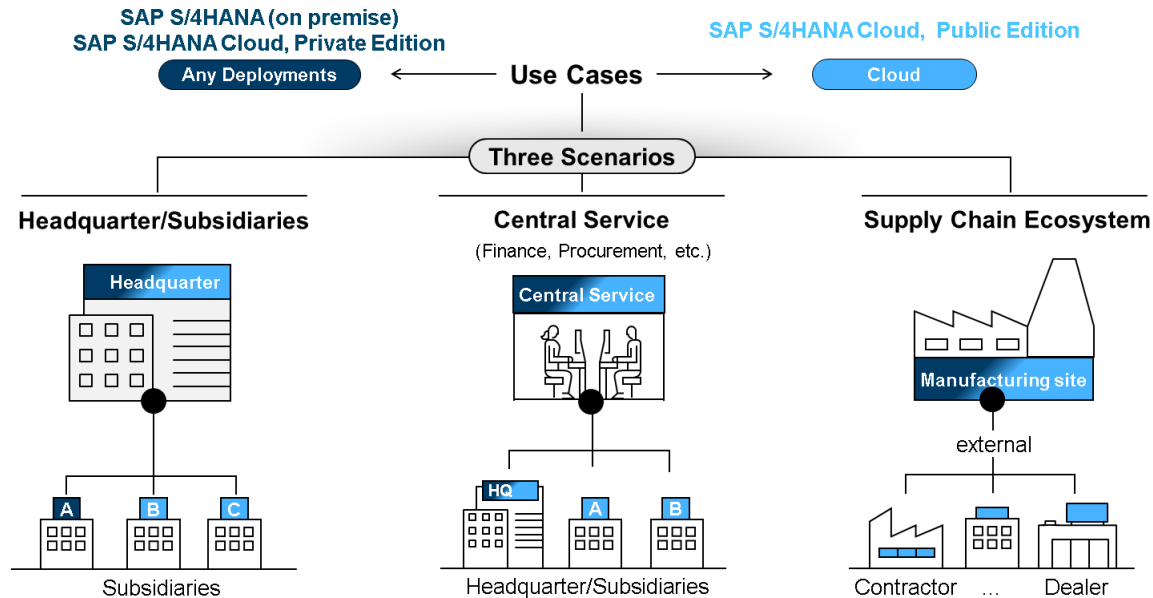 SAP S/4HANA (on premise)
SAP S/4HANA Cloud, Private Edition
SAP S/4HANA Cloud, Public Edition
Any Deployments
Use Cases
Cloud
Three Scenarios
Headquarter/Subsidiaries
Central Service
(Finance, Procurement, etc.)
Supply Chain Ecosystem
Headquarter
Central Service
Manufacturing site
external
A
B
C
HQ
A
B
Subsidiaries
Headquarter/Subsidiaries
Contractor
...
Dealer